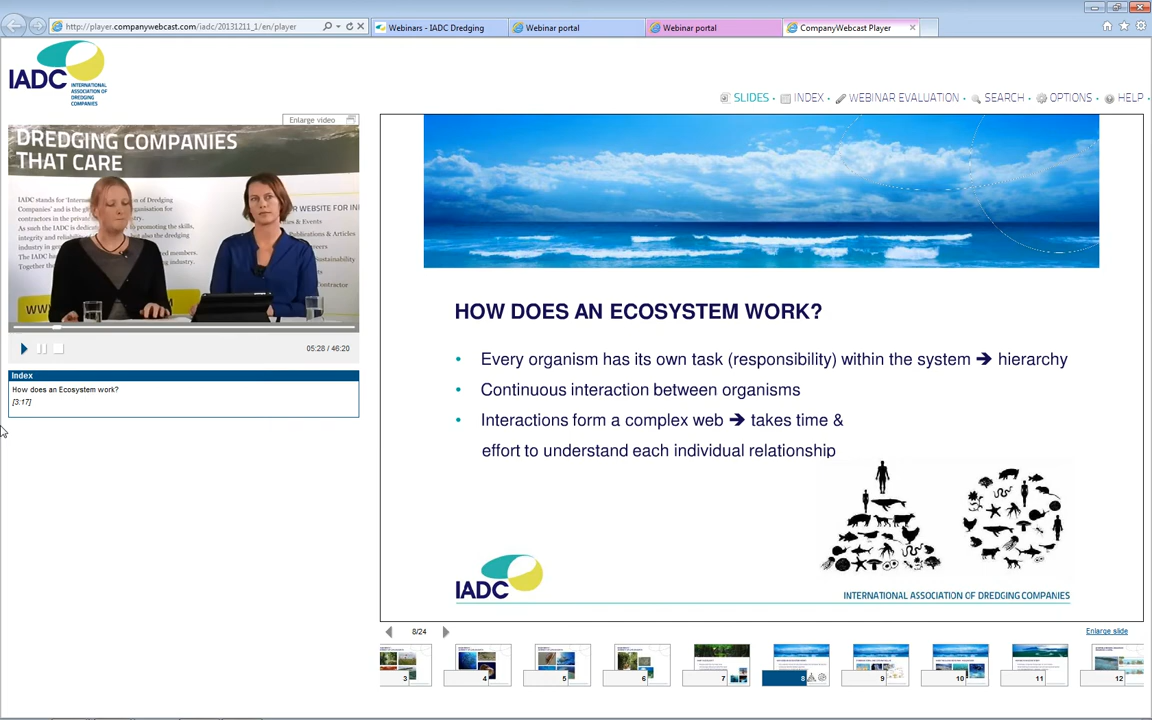 http://player.companywebcast.com/iadc/20131211_1/en/player
Webinars - IADC Dredging
Webinar portal
Webinar portal
CompanyWebcast Player
IADC
INTERNATIONAL
ASSOCIATION OF
DREDGING
COMPANIES
SLIDES
INDEX
WEBINAR EVALUATION
SEARCH
OPTIONS
HELP
Enlarge video
DREDGING COMPANIES
THAT CARE
05:28 / 46:20
Index
How does an Ecosystem work?
[3:17]
HOW DOES AN ECOSYSTEM WORK?
• Every organism has its own task (responsibility) within the system ➔ hierarchy
• Continuous interaction between organisms
• Interactions form a complex web ➔ takes time &
effort to understand each individual relationship
IADC
INTERNATIONAL ASSOCIATION OF DREDGING COMPANIES
8/24
Enlarge slide
3
4
5
6
7
8
9
10
11
12